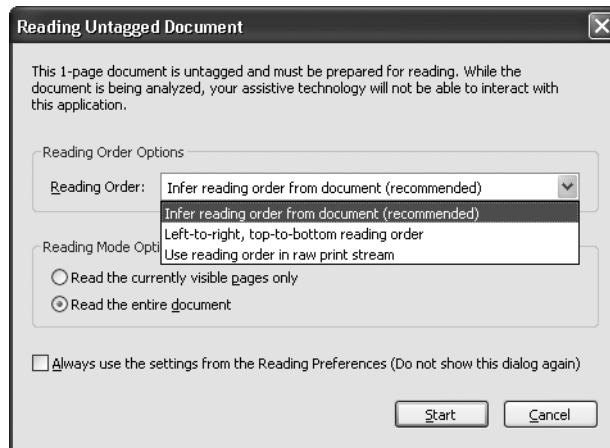 Reading Untagged Document
This 1-page document is untagged and must be prepared for reading. While the
document is being analyzed, your assistive technology will not be able to interact with
this application.
Reading Order Options
Reading Order: Infer reading order from document (recommended)
Infer reading order from document (recommended)
Left-to-right, top-to-bottom reading order
Use reading order in raw print stream
Reading Mode
Read the currently visible pages only
Read the entire document
Always use the settings from the Reading Preferences (Do not show this dialog again)
Start Cancel